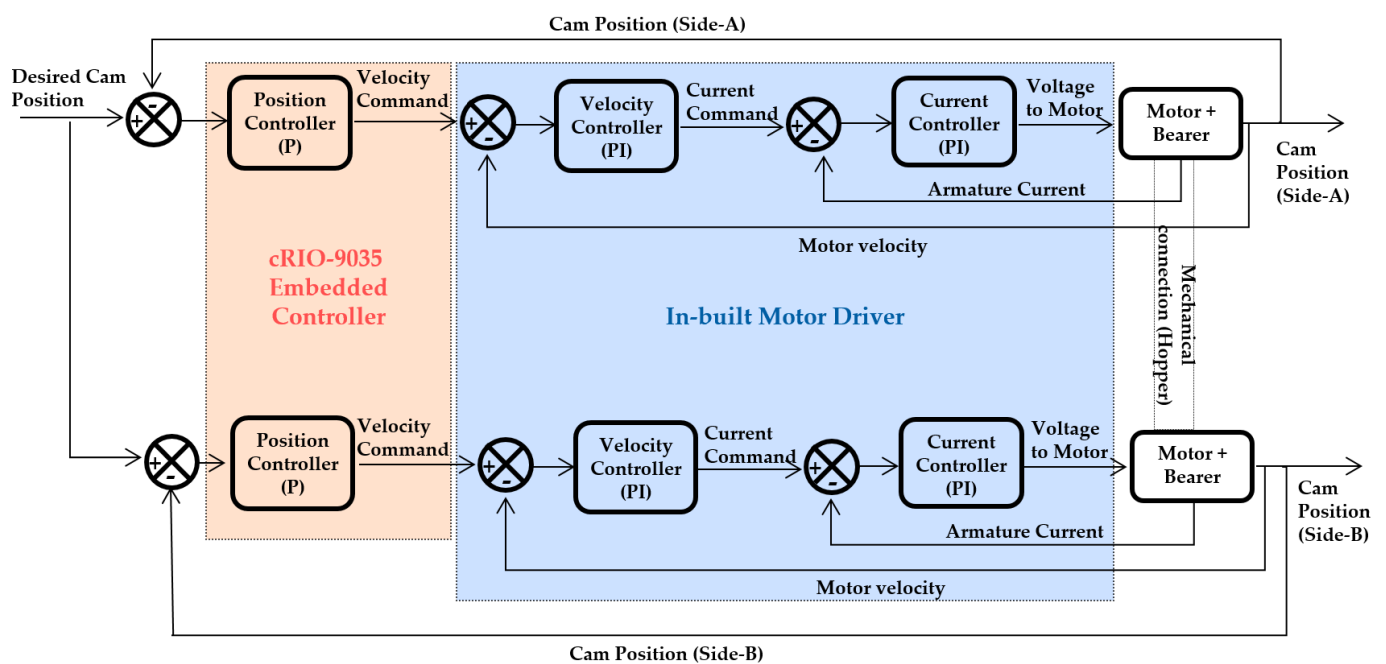 Cam Position (Side-A)
Desired Cam
Position
-
+
Position
Controller
(P)
Velocity
Command
+
-
Velocity
Controller
(PI)
Current
Command
+
-
Current
Controller
(PI)
Voltage
to Motor
Motor +
Bearer
Cam
Position
(Side-A)
Armature Current
Motor velocity
cRIO-9035
Embedded
Controller
In-built Motor Driver
Mechanical
connection (Hopper)
+
-
Position
Controller
(P)
Velocity
Command
+
-
Velocity
Controller
(PI)
Current
Command
+
-
Current
Controller
(PI)
Voltage
to Motor
Motor +
Bearer
Cam
Position
(Side-B)
Armature Current
Motor velocity
Cam Position (Side-B)